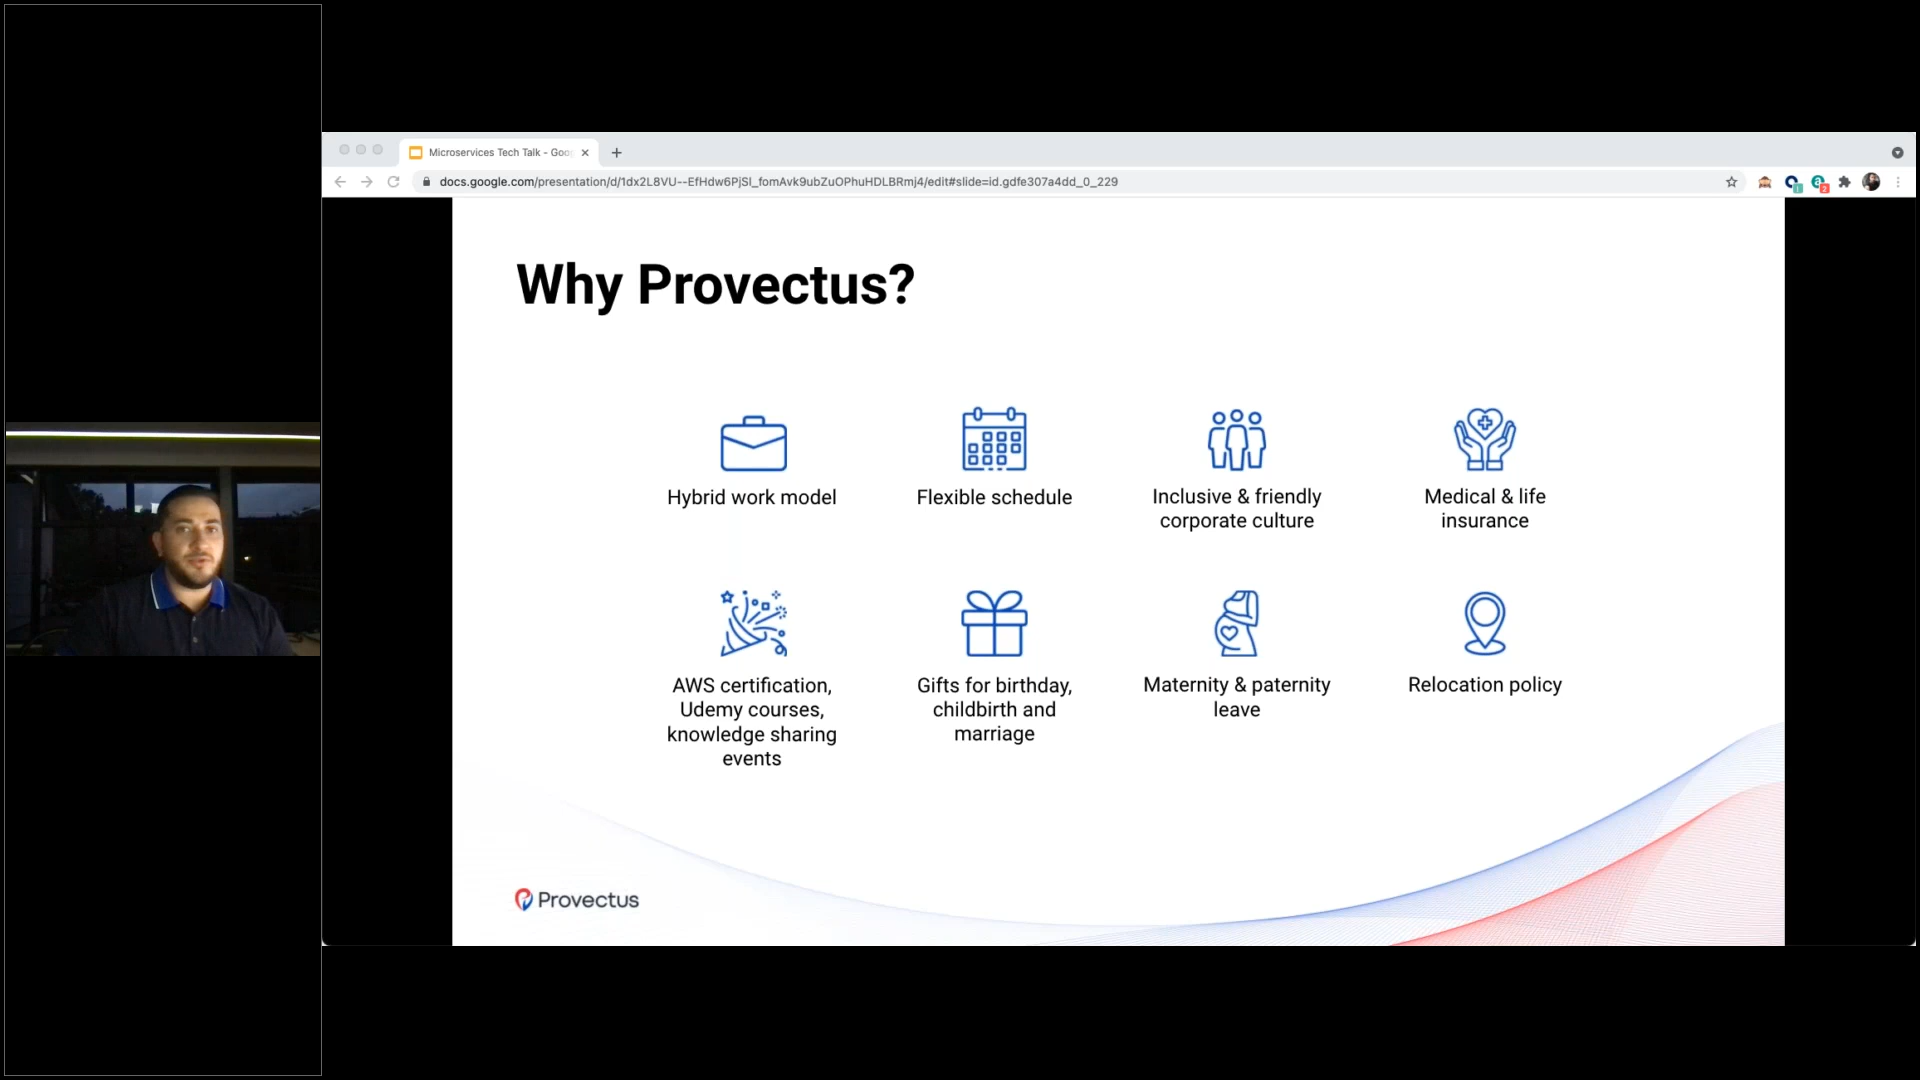 Microservices Tech Talk - Goo
docs.google.com/presentation/d/1dx2L8VU--EfHdw6PjSl_fomAvk9ubZuOPhuHDLBRmj4/edit#slide=id.gdfe307a4dd_0_229
Why Provectus?
Hybrid work model
Flexible schedule
Inclusive & friendly
corporate culture
Medical & life
insurance
AWS certification,
Udemy courses,
knowledge sharing
events
Gifts for birthday,
childbirth and
marriage
Maternity & paternity
leave
Relocation policy
Provectus